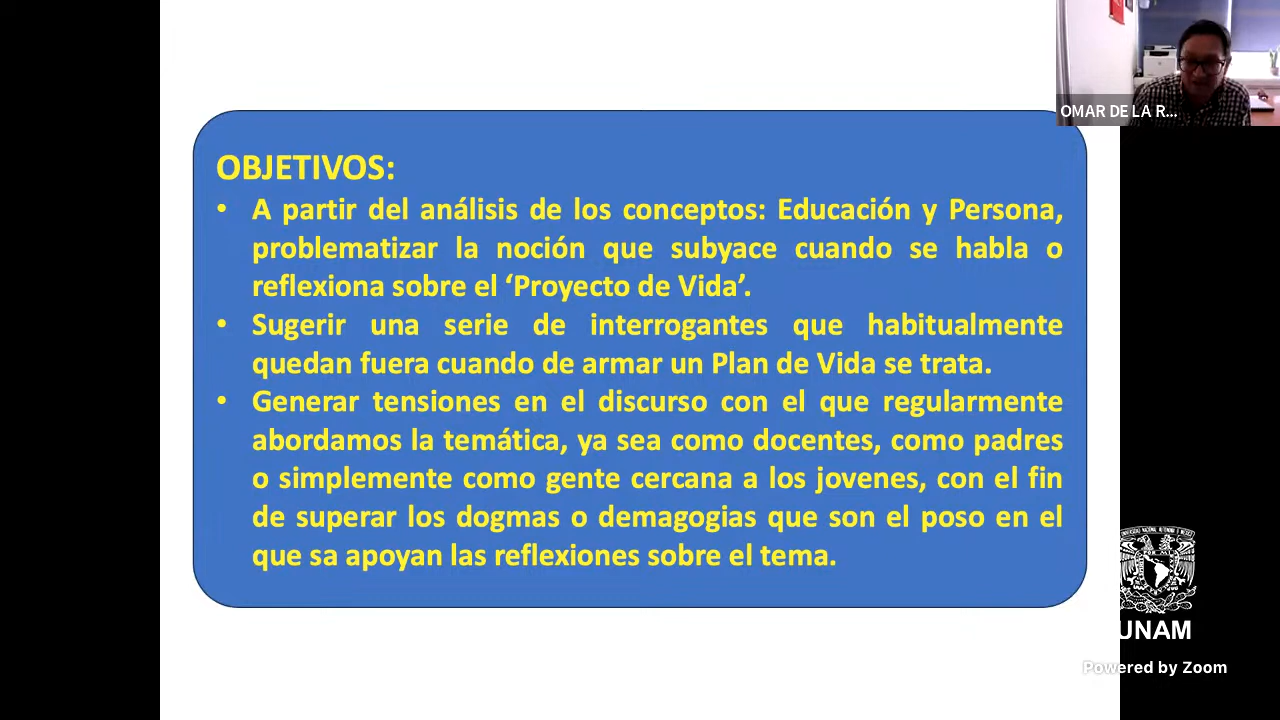 OMAR DE LA R...
OBJETIVOS:
• A partir del análisis de los conceptos: Educación y Persona,
problematizar la noción que subyace cuando se habla o
reflexiona sobre el ‘Proyecto de Vida’.
• Sugerir una serie de interrogantes que habitualmente
quedan fuera cuando de armar un Plan de Vida se trata.
• Generar tensiones en el discurso con el que regularmente
abordamos la temática, ya sea como docentes, como padres
o simplemente como gente cercana a los jovenes, con el fin
de superar los dogmas o demagogias que son el poso en el
que sa apoyan las reflexiones sobre el tema.
UNAM
Powered by Zoom